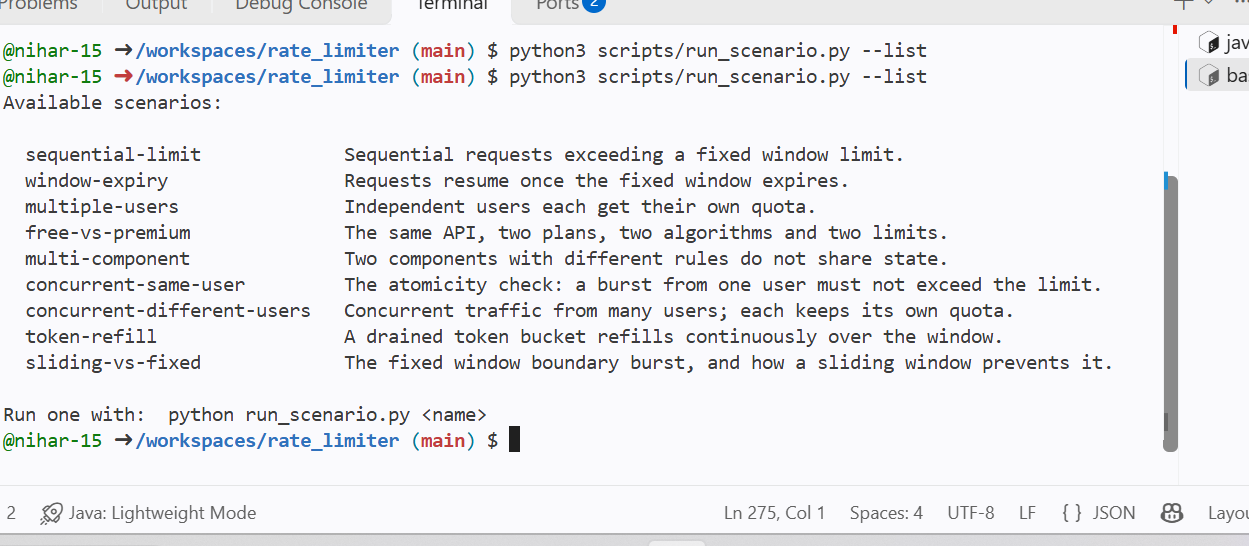 Problems Output Debug Console Terminal Ports 2
@nihar-15 ➜/workspaces/rate_limiter (main) $ python3 scripts/run_scenario.py --list
@nihar-15 ➜/workspaces/rate_limiter (main) $ python3 scripts/run_scenario.py --list
Available scenarios:
sequential-limit Sequential requests exceeding a fixed window limit.
window-expiry Requests resume once the fixed window expires.
multiple-users Independent users each get their own quota.
free-vs-premium The same API, two plans, two algorithms and two limits.
multi-component Two components with different rules do not share state.
concurrent-same-user The atomicity check: a burst from one user must not exceed the limit.
concurrent-different-users Concurrent traffic from many users; each keeps its own quota.
token-refill A drained token bucket refills continuously over the window.
sliding-vs-fixed The fixed window boundary burst, and how a sliding window prevents it.
Run one with: python run_scenario.py <name>
@nihar-15 ➜/workspaces/rate_limiter (main) $
jav
ba
2 Java: Lightweight Mode Ln 275, Col 1 Spaces: 4 UTF-8 LF { } JSON Layou